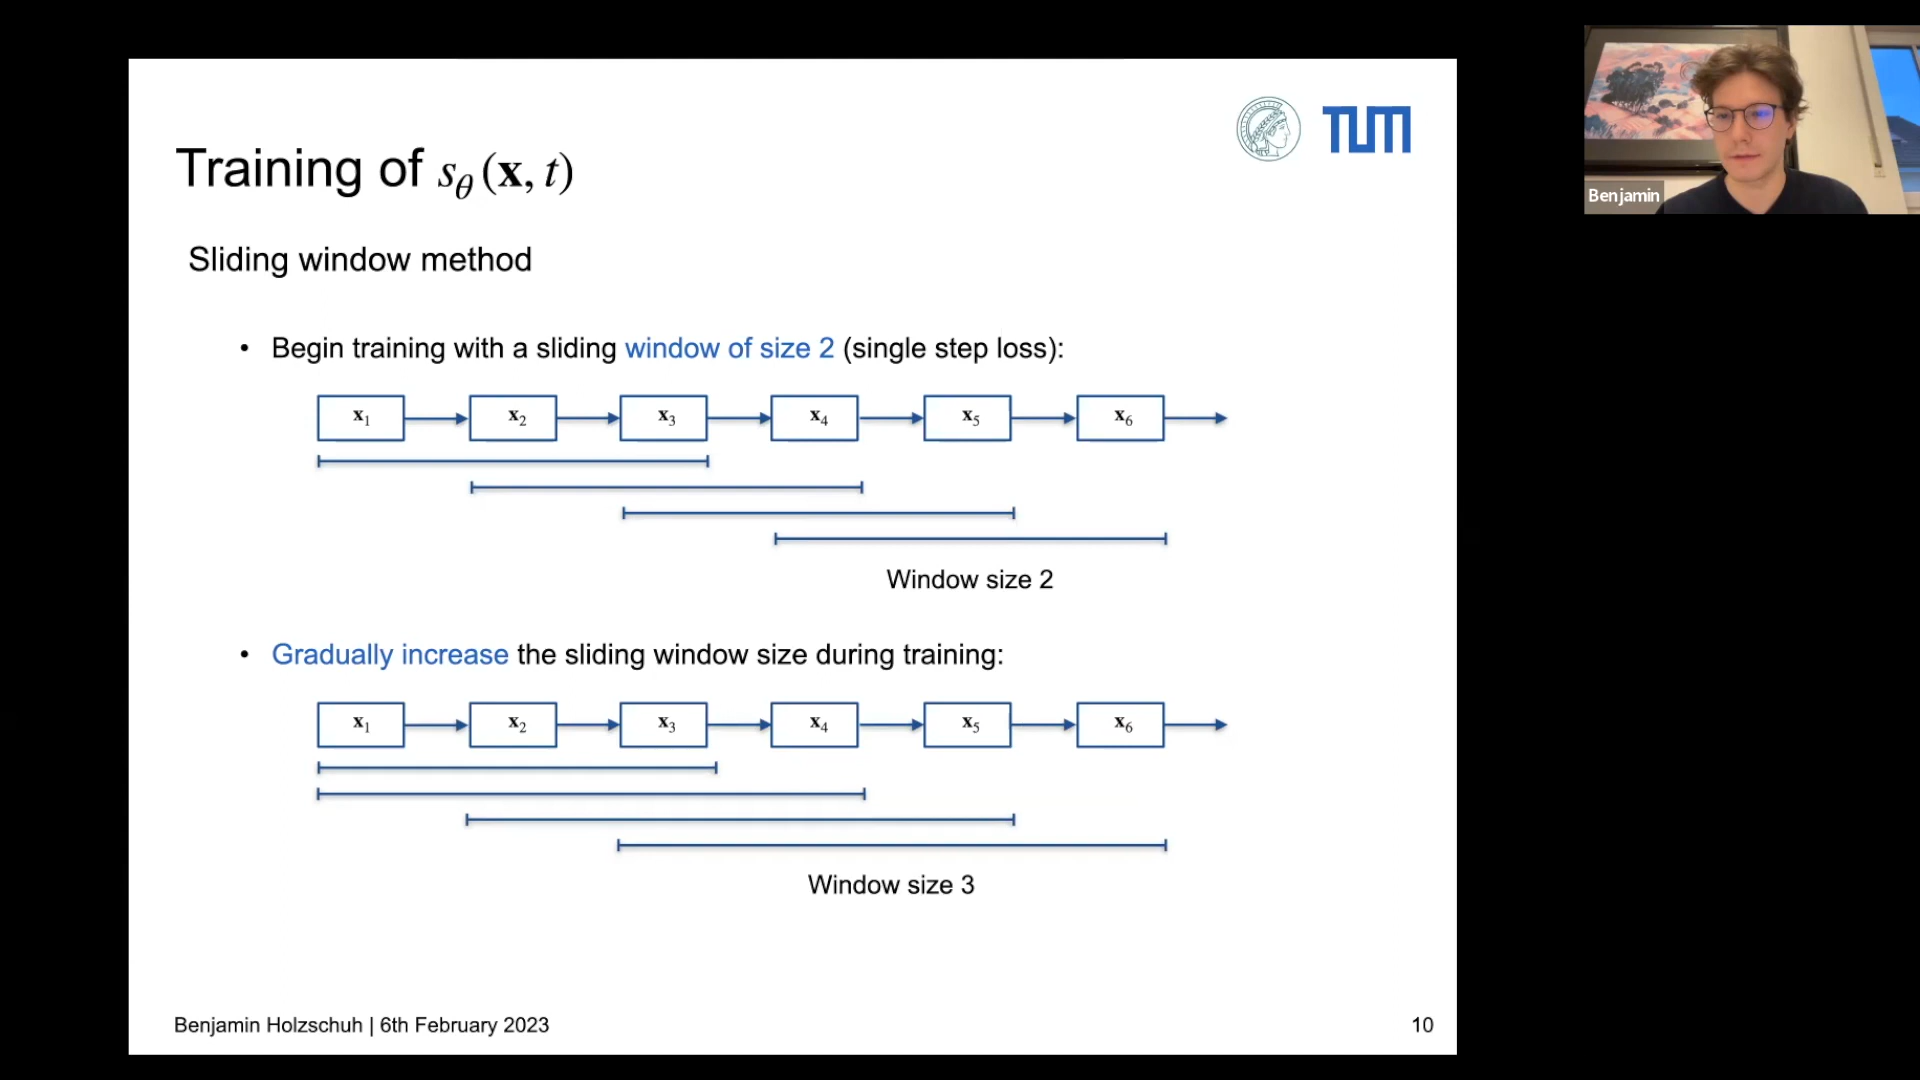 TUM
Benjamin
Training of sθ(x, t)
Sliding window method
• Begin training with a sliding window of size 2 (single step loss):
x1 x2 x3 x4 x5 x6
Window size 2
• Gradually increase the sliding window size during training:
x1 x2 x3 x4 x5 x6
Window size 3
Benjamin Holzschuh | 6th February 2023
10